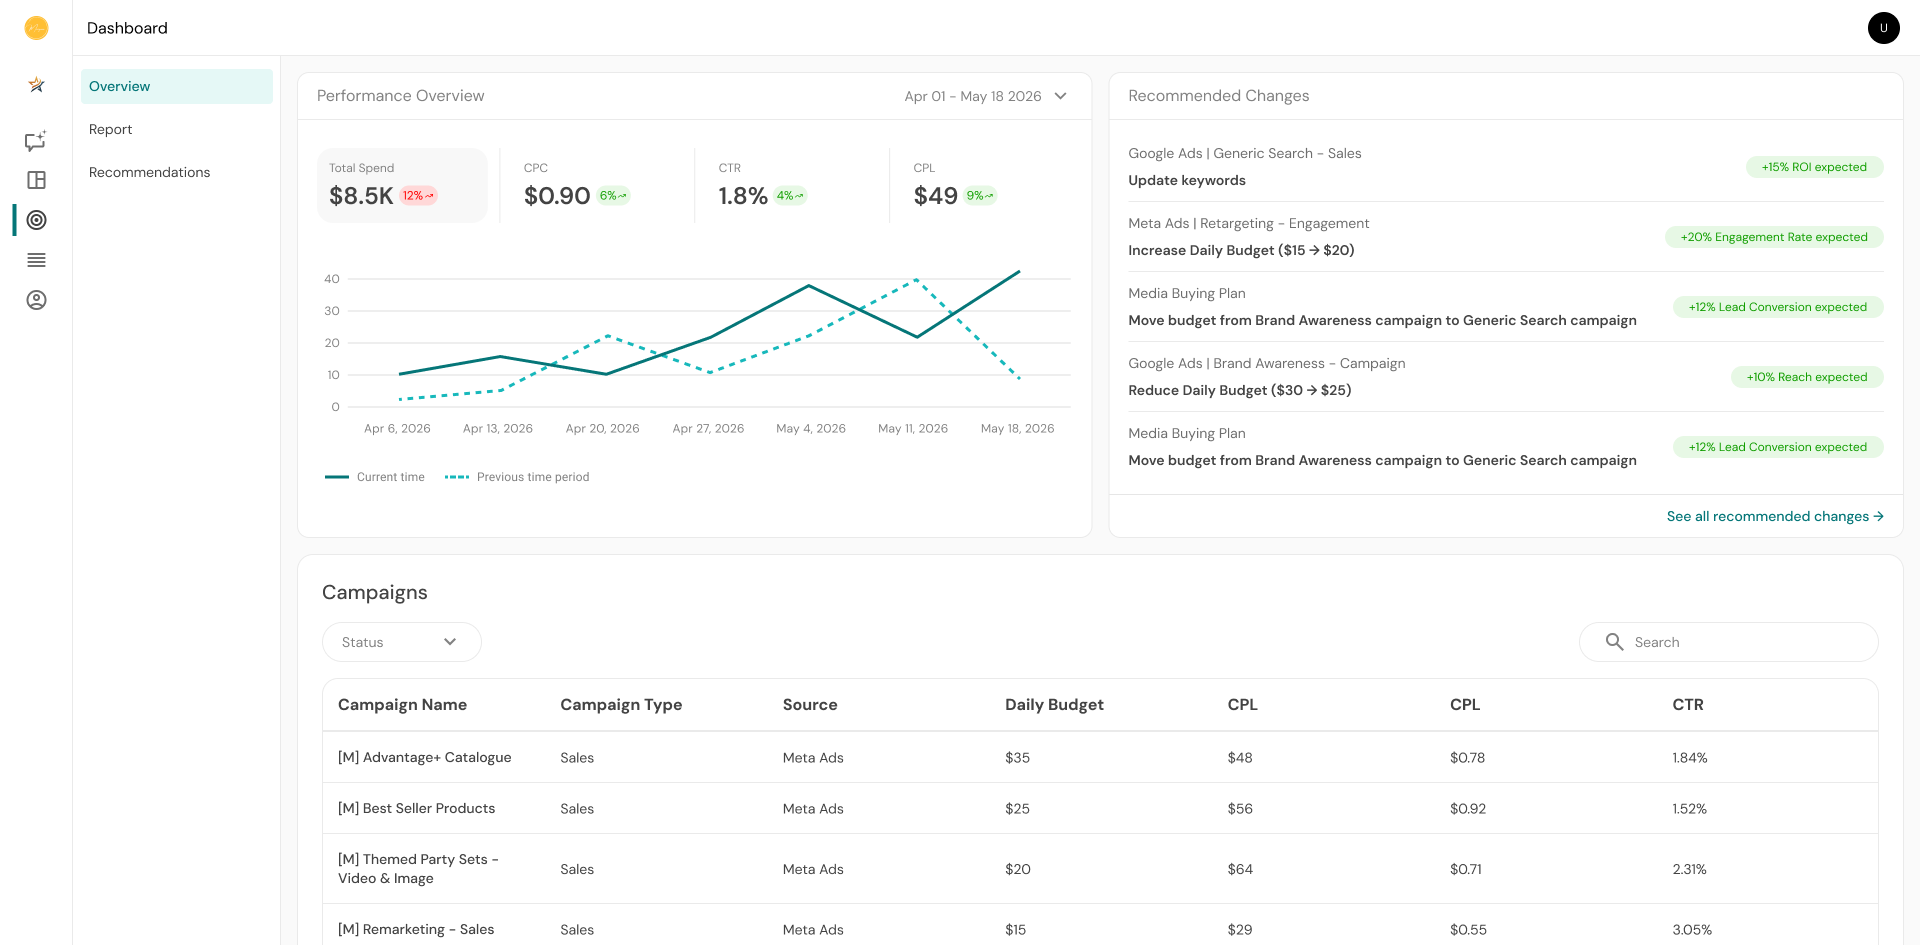 Dashboard
U
Overview
Report
Recommendations
Performance Overview
Apr 01 - May 18 2026
Total Spend
$8.5K 12%
CPC
$0.90 6%
CTR
1.8% 4%
CPL
$49 9%
40
30
20
10
0
Apr 6, 2026
Apr 13, 2026
Apr 20, 2026
Apr 27, 2026
May 4, 2026
May 11, 2026
May 18, 2026
Current time
Previous time period
Recommended Changes
Google Ads | Generic Search - Sales
Update keywords
+15% ROI expected
Meta Ads | Retargeting - Engagement
Increase Daily Budget ($15 → $20)
+20% Engagement Rate expected
Media Buying Plan
Move budget from Brand Awareness campaign to Generic Search campaign
+12% Lead Conversion expected
Google Ads | Brand Awareness - Campaign
Reduce Daily Budget ($30 → $25)
+10% Reach expected
Media Buying Plan
Move budget from Brand Awareness campaign to Generic Search campaign
+12% Lead Conversion expected
See all recommended changes →
Campaigns
Status
Search
Campaign Name Campaign Type Source Daily Budget CPL CPL CTR
[M] Advantage+ Catalogue Sales Meta Ads $35 $48 $0.78 1.84%
[M] Best Seller Products Sales Meta Ads $25 $56 $0.92 1.52%
[M] Themed Party Sets -
Video & Image Sales Meta Ads $20 $64 $0.71 2.31%
[M] Remarketing - Sales Sales Meta Ads $15 $29 $0.55 3.05%